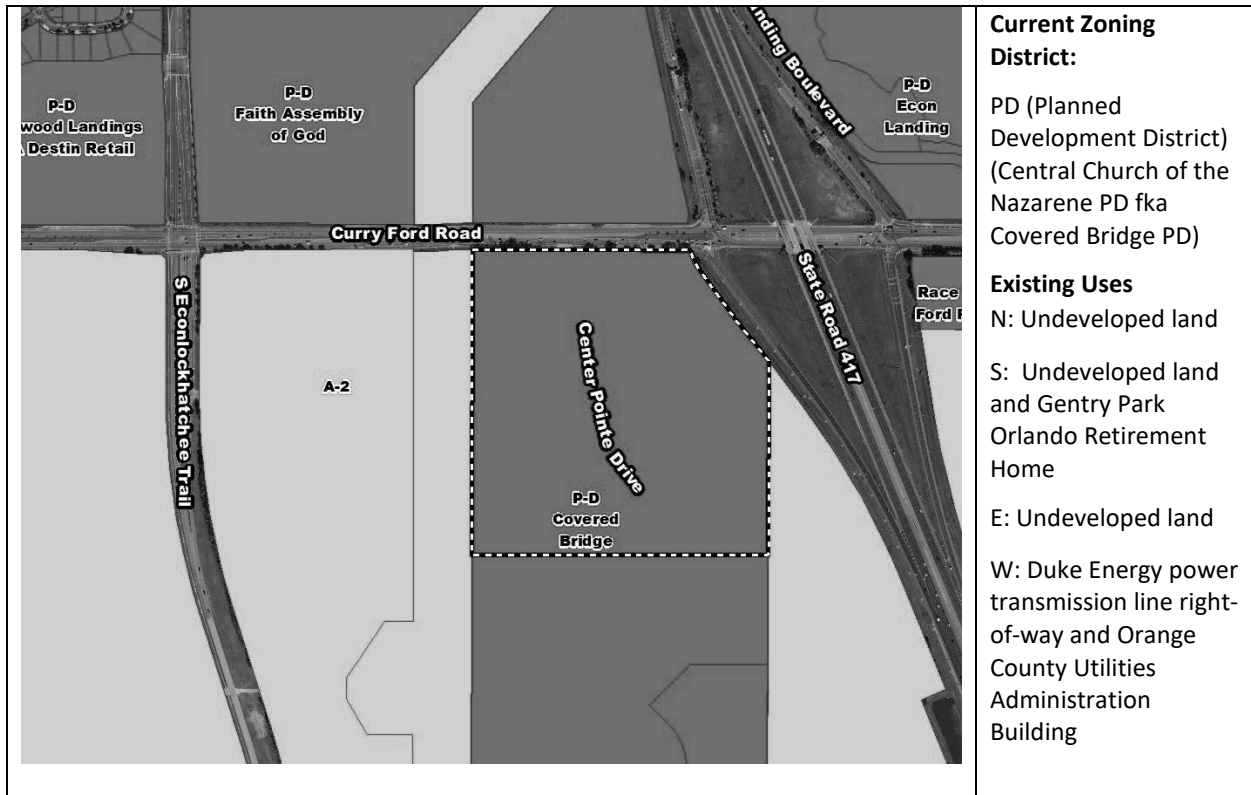 P-D
wood Landings
Destin Retail
P-D
Faith Assembly
of God
nding Boulevard
P-D
Econ
Landing
Curry Ford Road
S Econlockhatchee Trail
A-2
Center Pointe Drive
State Road 417
Race
Ford
P-D
Covered
Bridge
Current Zoning
District:
PD (Planned
Development District)
(Central Church of the
Nazarene PD fka
Covered Bridge PD)
Existing Uses
N: Undeveloped land
S: Undeveloped land
and Gentry Park
Orlando Retirement
Home
E: Undeveloped land
W: Duke Energy power
transmission line right-
of-way and Orange
County Utilities
Administration
Building